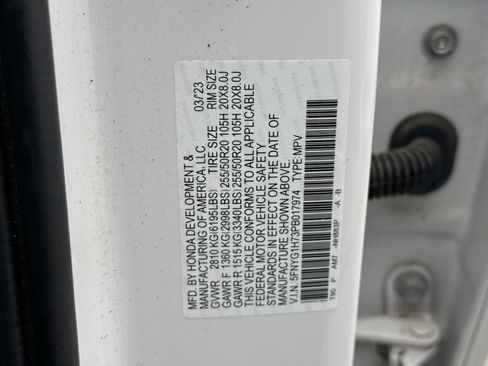 MFD. BY HONDA DEVELOPMENT &
MANUFACTURING OF AMERICA, LLC 03/23
GVWR 2810 KG(6195LBS) TIRE SIZE RIM SIZE
GAWR F 1360 KG(2998LBS) 255/50R20 105H 20X8.0J
GAWR R 1515 KG(3340LBS) 255/50R20 105H 20X8.0J
THIS VEHICLE CONFORMS TO ALL APPLICABLE
FEDERAL MOTOR VEHICLE SAFETY
STANDARDS IN EFFECT ON THE DATE OF
MANUFACTURE SHOWN ABOVE.
V.I.N. 5FNYG1H73PB017974 TYPE:MPV
T90 P AM7 -NH883P -A -B